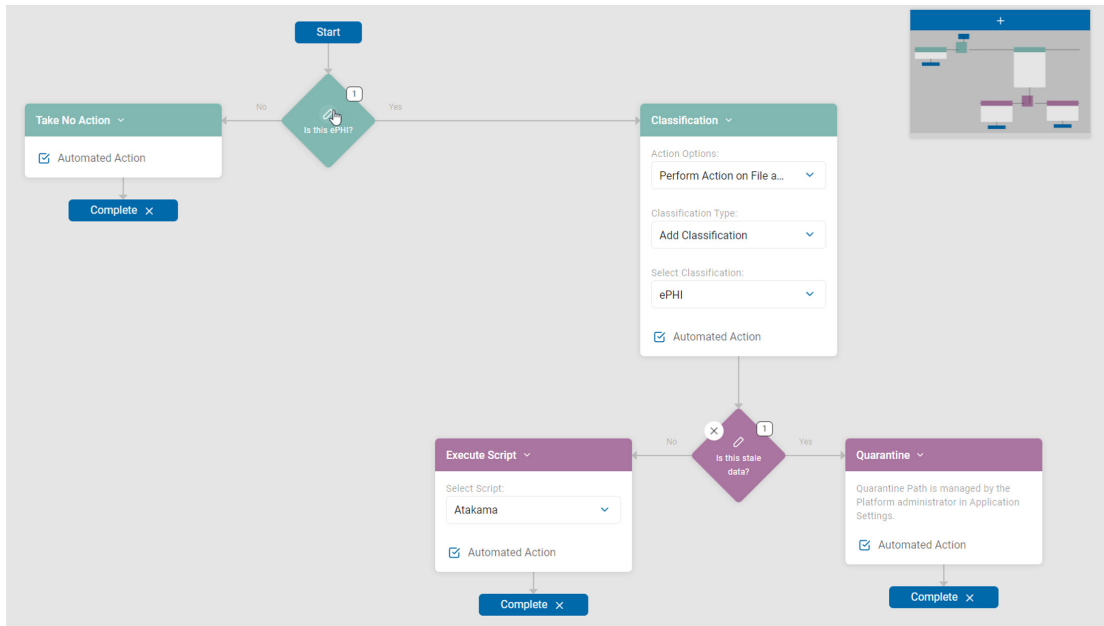 Start
+
1
No
Yes
Is this ePHI?
Take No Action
Automated Action
Complete
Classification
Action Options:
Perform Action on File a...
Classification Type:
Add Classification
Select Classification:
ePHI
Automated Action
1
No
Yes
Is this stale
data?
Execute Script
Select Script:
Atakama
Automated Action
Complete
Quarantine
Quarantine Path is managed by the
Platform administrator in Application
Settings.
Automated Action
Complete